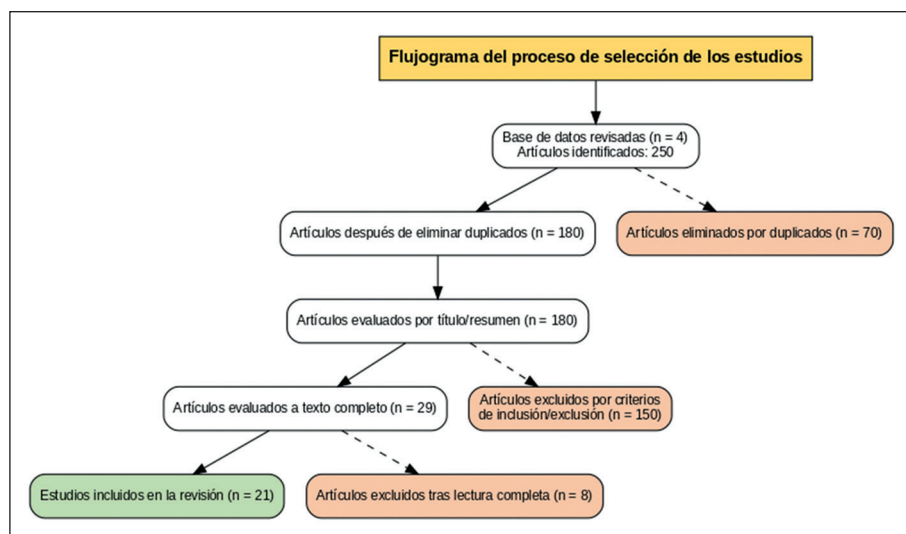 Flujograma del proceso de selección de los estudios
Base de datos revisadas (n = 4)
Artículos identificados: 250
Artículos después de eliminar duplicados (n = 180)
Artículos eliminados por duplicados (n = 70)
Artículos evaluados por título/resumen (n = 180)
Artículos evaluados a texto completo (n = 29)
Artículos excluidos por criterios
de inclusión/exclusión (n = 150)
Estudios incluidos en la revisión (n = 21)
Artículos excluidos tras lectura completa (n = 8)